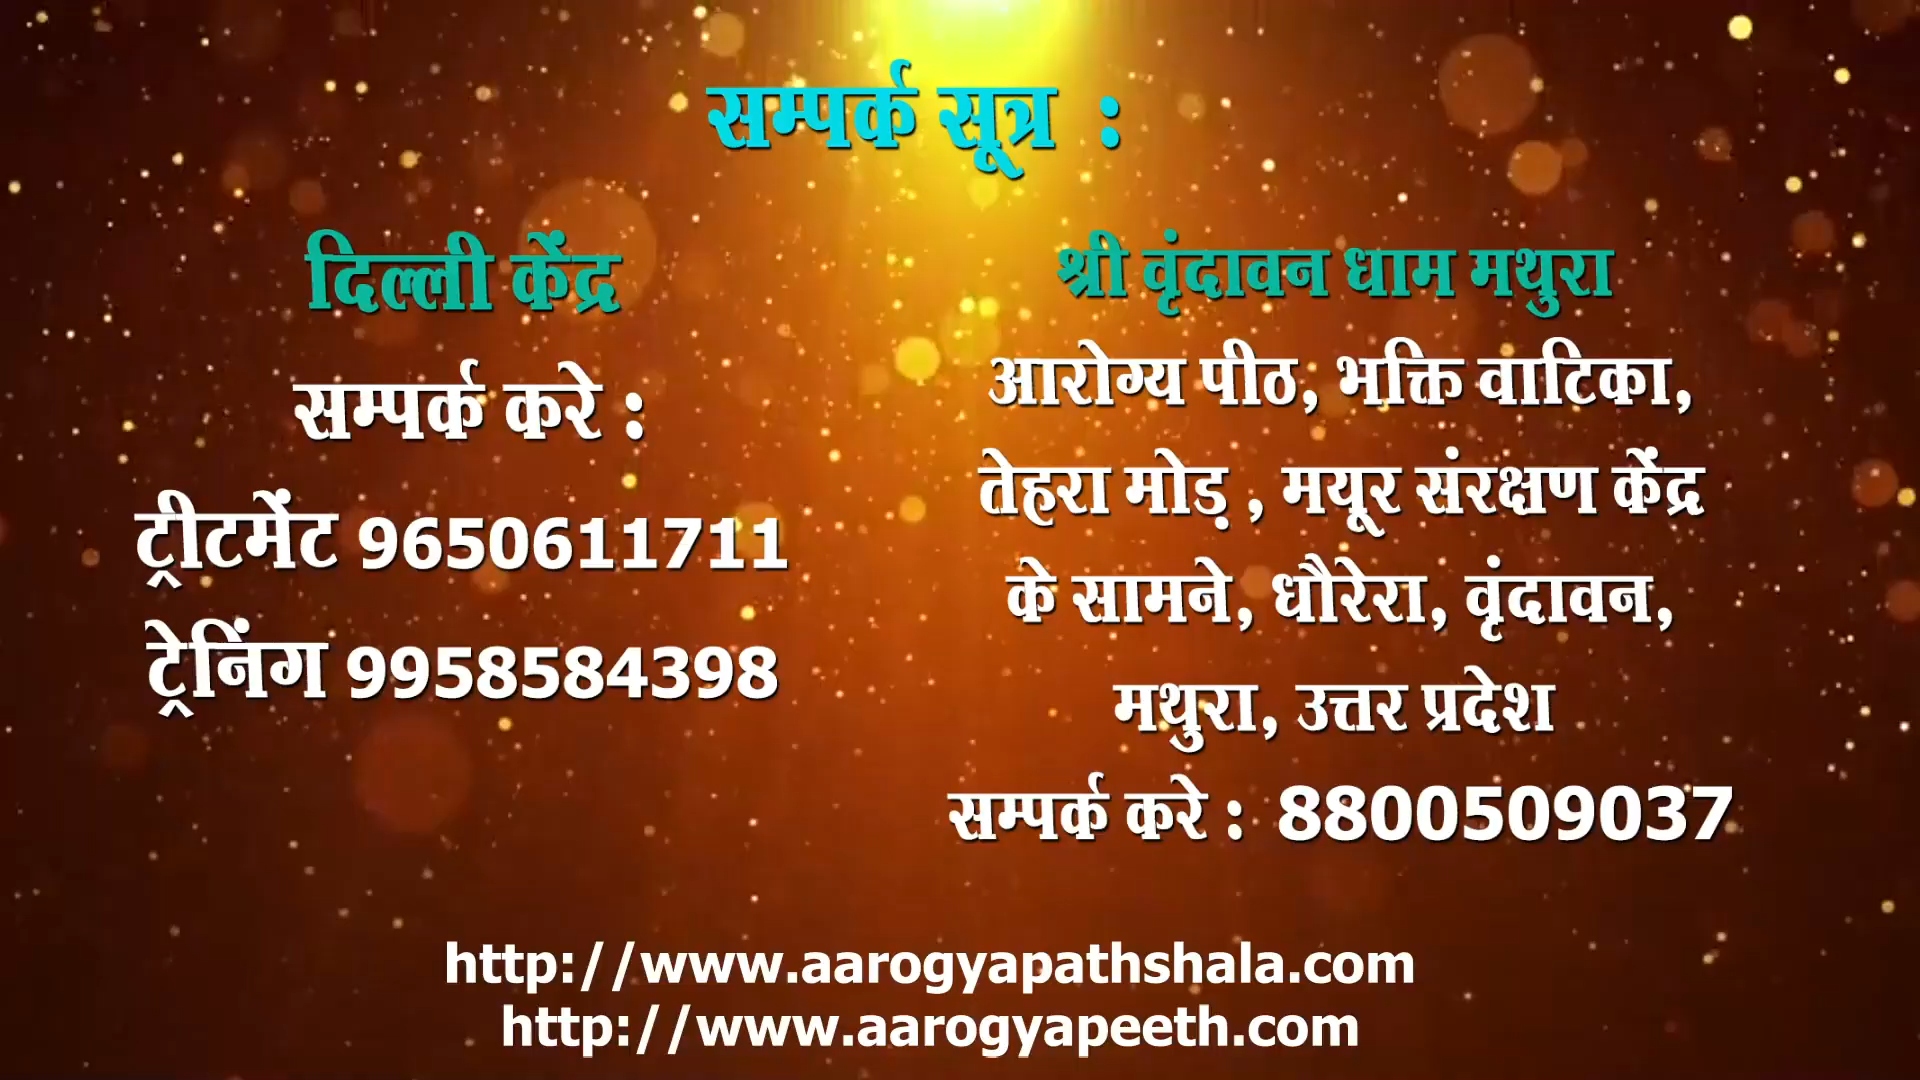 सम्पर्क सूत्र :
दिल्ली केंद्र
सम्पर्क करे :
ट्रीटमेंट 9650611711
ट्रेनिंग 9958584398
श्री वृंदावन धाम मथुरा
आरोग्य पीठ, भक्ति वाटिका,
तेहरा मोड़ , मयूर संरक्षण केंद्र
के सामने, धौरेरा, वृंदावन,
मथुरा, उत्तर प्रदेश
सम्पर्क करे : 8800509037
http://www.aarogyapathshala.com
http://www.aarogyapeeth.com